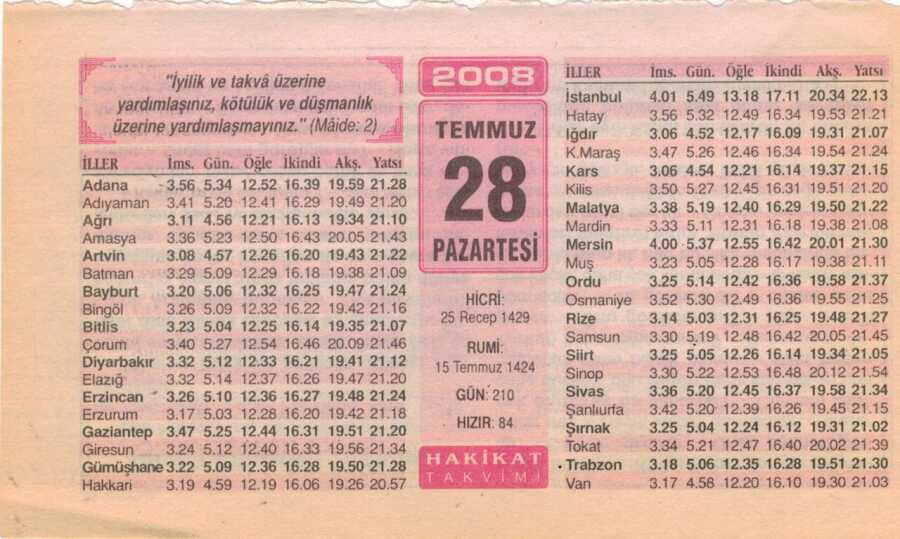 "İyilik ve takvâ üzerine
yardımlaşınız, kötülük ve düşmanlık
üzerine yardımlaşmayınız." (Mâide: 2)
İLLER İms. Gün. Öğle İkindi Akş. Yatsı
Adana 3.56 5.34 12.52 16.39 19.59 21.28
Adıyaman 3.41 5.20 12.41 16.29 19.49 21.20
Ağrı 3.11 4.56 12.21 16.13 19.34 21.10
Amasya 3.36 5.23 12.50 16.43 20.05 21.43
Artvin 3.08 4.57 12.26 16.20 19.43 21.22
Batman 3.29 5.09 12.29 16.18 19.38 21.09
Bayburt 3.20 5.06 12.32 16.25 19.47 21.24
Bingöl 3.26 5.09 12.32 16.22 19.42 21.16
Bitlis 3.23 5.04 12.25 16.14 19.35 21.07
Çorum 3.40 5.27 12.54 16.46 20.09 21.46
Diyarbakır 3.32 5.12 12.33 16.21 19.41 21.12
Elazığ 3.32 5.14 12.37 16.26 19.47 21.20
Erzincan 3.26 5.10 12.36 16.27 19.48 21.24
Erzurum 3.17 5.03 12.28 16.20 19.42 21.18
Gaziantep 3.47 5.25 12.44 16.31 19.51 21.20
Giresun 3.24 5.12 12.40 16.33 19.56 21.34
Gümüşhane 3.22 5.09 12.36 16.28 19.50 21.28
Hakkari 3.19 4.59 12.19 16.06 19.26 20.57
2008
TEMMUZ
28
PAZARTESİ
HİCRİ:
25 Recep 1429
RUMİ:
15 Temmuz 1424
GÜN: 210
HIZIR: 84
HAKİKAT
TAKVİMİ
İLLER İms. Gün. Öğle İkindi Akş. Yatsı
İstanbul 4.01 5.49 13.18 17.11 20.34 22.13
Hatay 3.56 5.32 12.49 16.34 19.53 21.21
Iğdır 3.06 4.52 12.17 16.09 19.31 21.07
K.Maraş 3.47 5.26 12.46 16.34 19.54 21.24
Kars 3.06 4.54 12.21 16.14 19.37 21.15
Kilis 3.50 5.27 12.45 16.31 19.51 21.20
Malatya 3.38 5.19 12.40 16.29 19.50 21.22
Mardin 3.33 5.11 12.31 16.18 19.38 21.08
Mersin 4.00 5.37 12.55 16.42 20.01 21.30
Muş 3.23 5.05 12.28 16.17 19.38 21.11
Ordu 3.25 5.14 12.42 16.36 19.58 21.37
Osmaniye 3.52 5.30 12.49 16.36 19.55 21.25
Rize 3.14 5.03 12.31 16.25 19.48 21.27
Samsun 3.30 5.19 12.48 16.42 20.05 21.45
Siirt 3.25 5.05 12.26 16.14 19.34 21.05
Sinop 3.30 5.22 12.53 16.48 20.12 21.54
Sivas 3.36 5.20 12.45 16.37 19.58 21.34
Şanlıurfa 3.42 5.20 12.39 16.26 19.45 21.15
Şırnak 3.25 5.04 12.24 16.12 19.31 21.02
Tokat 3.34 5.21 12.47 16.40 20.02 21.39
Trabzon 3.18 5.06 12.35 16.28 19.51 21.30
Van 3.17 4.58 12.20 16.10 19.30 21.03